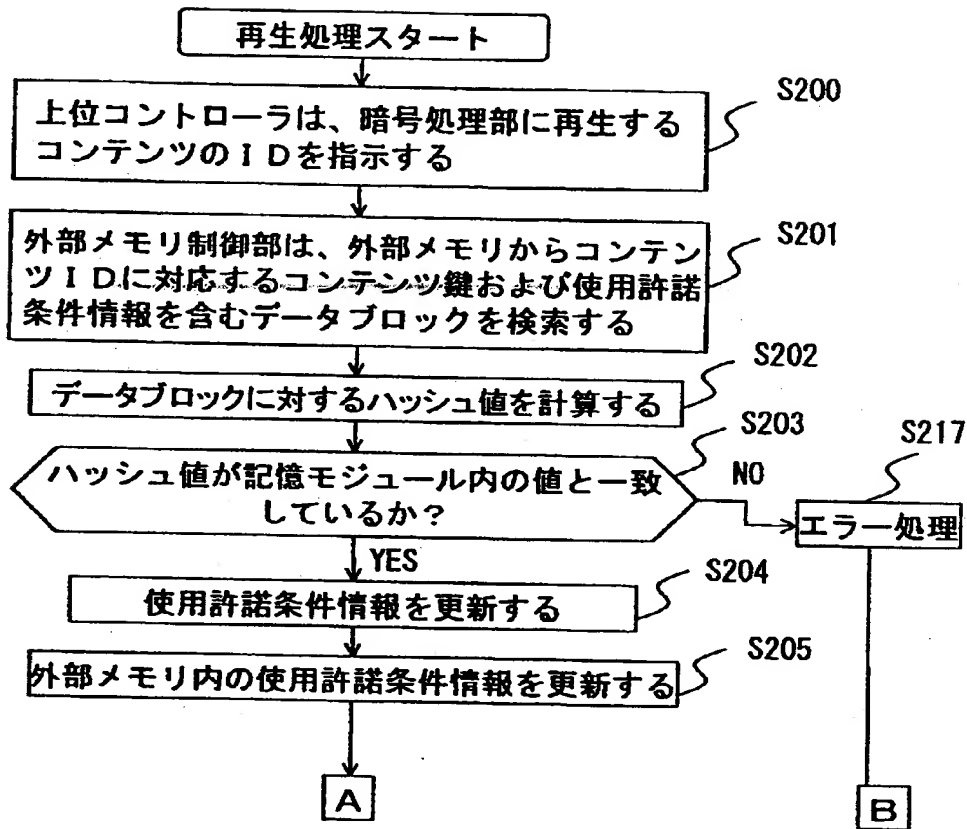 再生処理スタート
S200
上位コントローラは、暗号処理部に再生する
コンテンツのIDを指示する
S201
外部メモリ制御部は、外部メモリからコンテン
ツIDに対応するコンテンツ鍵および使用許諾
条件情報を含むデータブロックを検索する
S202
データブロックに対するハッシュ値を計算する
S203
ハッシュ値が記憶モジュール内の値と一致
しているか?
NO
S217
エラー処理
YES
S204
使用許諾条件情報を更新する
S205
外部メモリ内の使用許諾条件情報を更新する
A
B